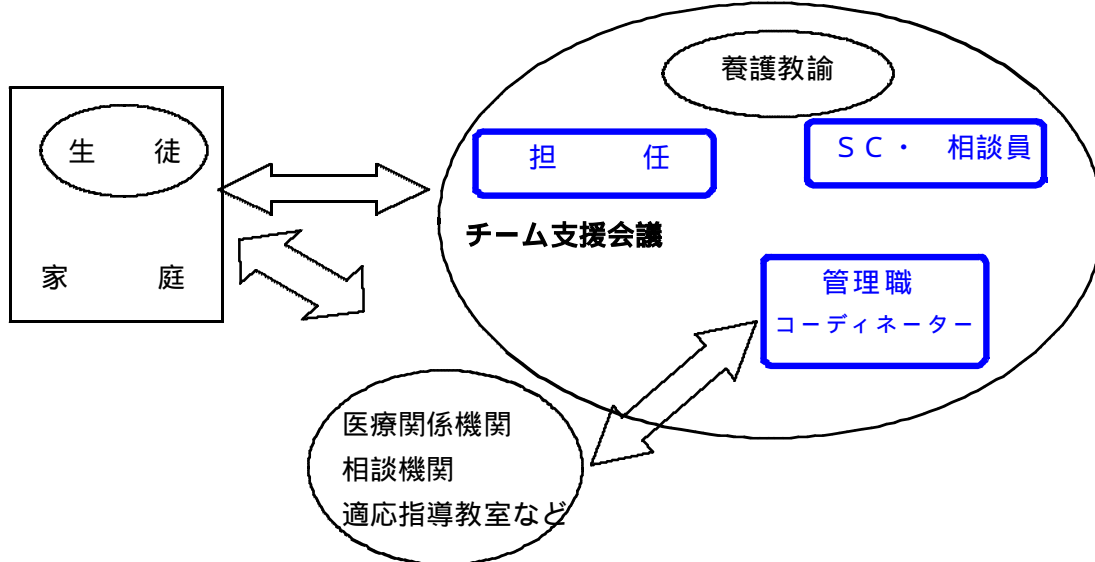 養護教諭
生　　徒
担　　　任
ＳＣ・　相談員
チーム支援会議
家　　　庭
管理職
コーディネーター
医療関係機関
相談機関
適応指導教室など